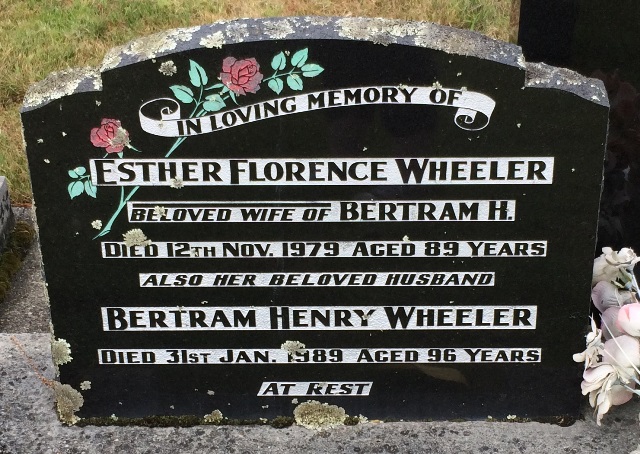 IN LOVING MEMORY OF
ESTHER FLORENCE WHEELER
BELOVED WIFE OF BERTRAM H.
DIED 12TH NOV. 1979 AGED 89 YEARS
ALSO HER BELOVED HUSBAND
BERTRAM HENRY WHEELER
DIED 31ST JAN. 1989 AGED 96 YEARS
AT REST